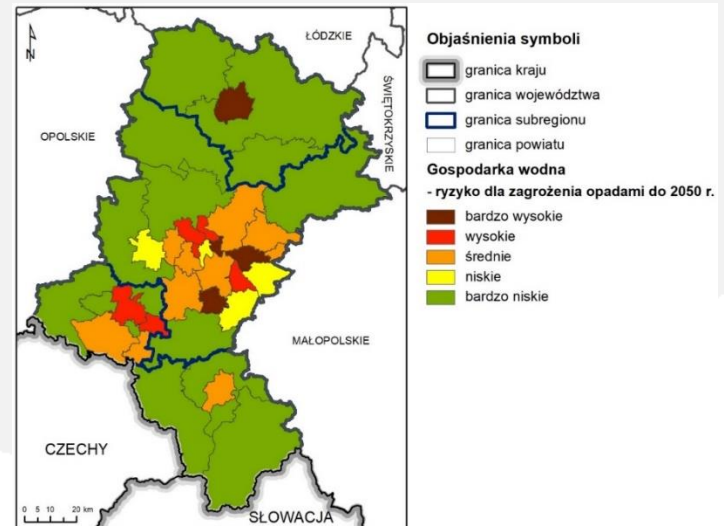 N
ŁÓDZKIE
ŚWIĘTOKRZYSKIE
OPOLSKIE
MAŁOPOLSKIE
CZECHY
SŁOWACJA
0 5 10 20 km
Objaśnienia symboli
granica kraju
granica województwa
granica subregionu
granica powiatu
Gospodarka wodna
- ryzyko dla zagrożenia opadami do 2050 r.
bardzo wysokie
wysokie
średnie
niskie
bardzo niskie